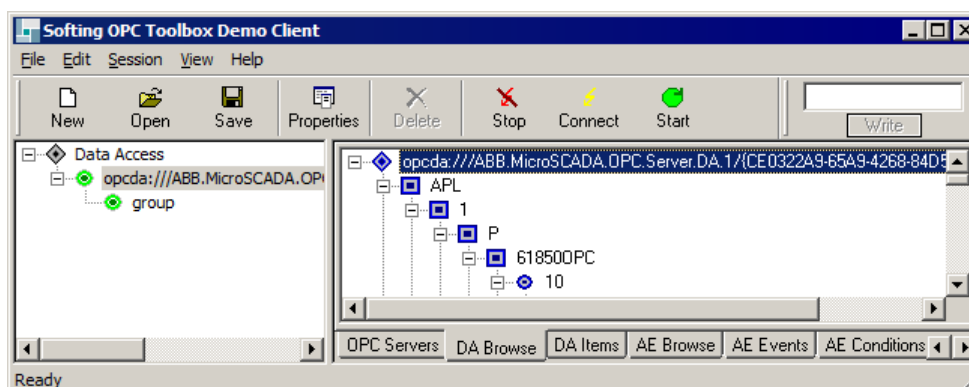 Softing OPC Toolbox Demo Client
File Edit Session View Help
New Open Save Properties Delete Stop Connect Start Write
Data Access
opcda:///ABB.MicroSCADA.OP
group
opcda:///ABB.MicroSCADA.OPC.Server.DA.1/{CE0322A9-65A9-4268-84D5
APL
1
P
61850OPC
10
OPC Servers DA Browse DA Items AE Browse AE Events AE Conditions
Ready